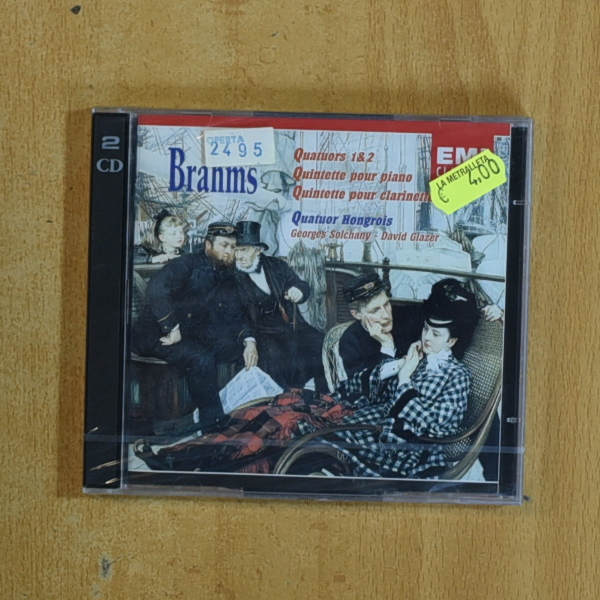 2
CD
OFERTA
2495
Branms
Quatuors 1&2
Quintette pour piano
Quintette pour clarinette
Quatuor Hongrois
Georges Solchany - David Glazer
EMI
LA METRALLETA
€ 4,00